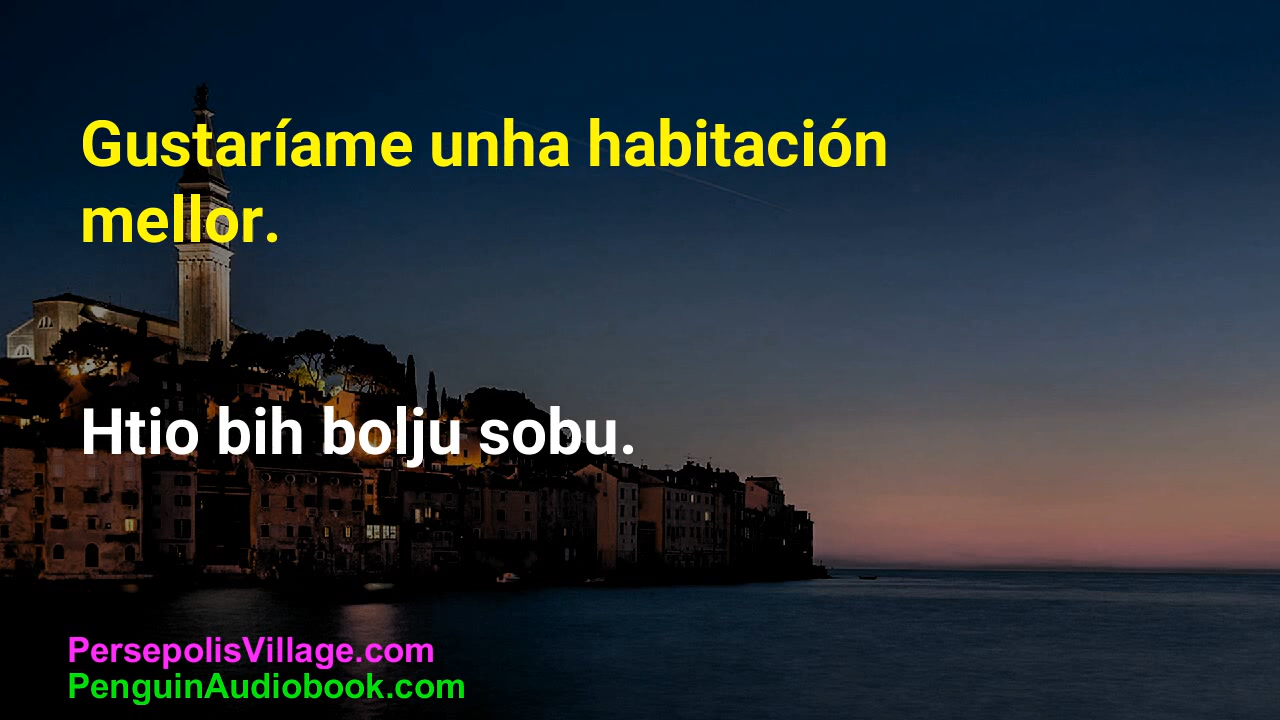 Gustaríame unha habitación
mellor.
Htio bih bolju sobu.
PersepolisVillage.com
PenguinAudiobook.com